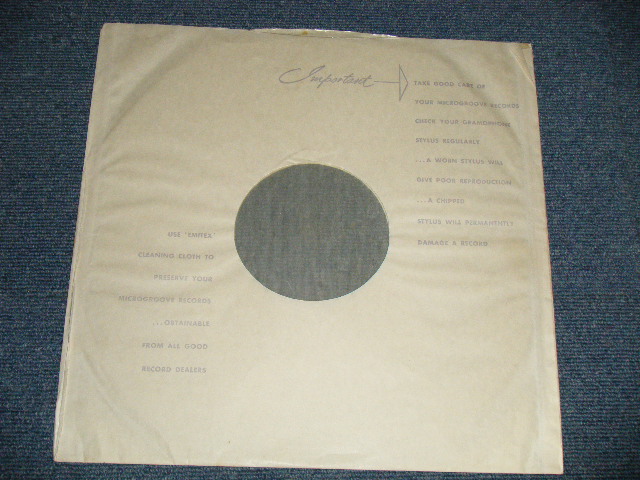 Important
TAKE GOOD CARE OF
YOUR MICROGROOVE RECORDS
CHECK YOUR GRAMOPHONE
STYLUS REGULARLY
...A WORN STYLUS WILL
GIVE POOR REPRODUCTION
...A CHIPPED
STYLUS WILL PERMANENTLY
DAMAGE A RECORD
USE 'EMITEX'
CLEANING CLOTH TO
PRESERVE YOUR
MICROGROOVE RECORDS
...OBTAINABLE
FROM ALL GOOD
RECORD DEALERS